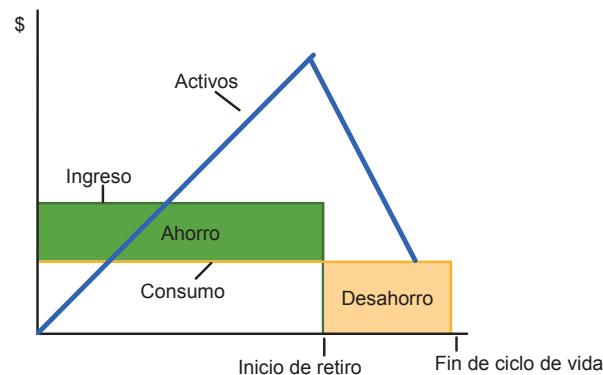 $
Activos
Ingreso
Ahorro
Consumo
Desahorro
Inicio de retiro
Fin de ciclo de vida